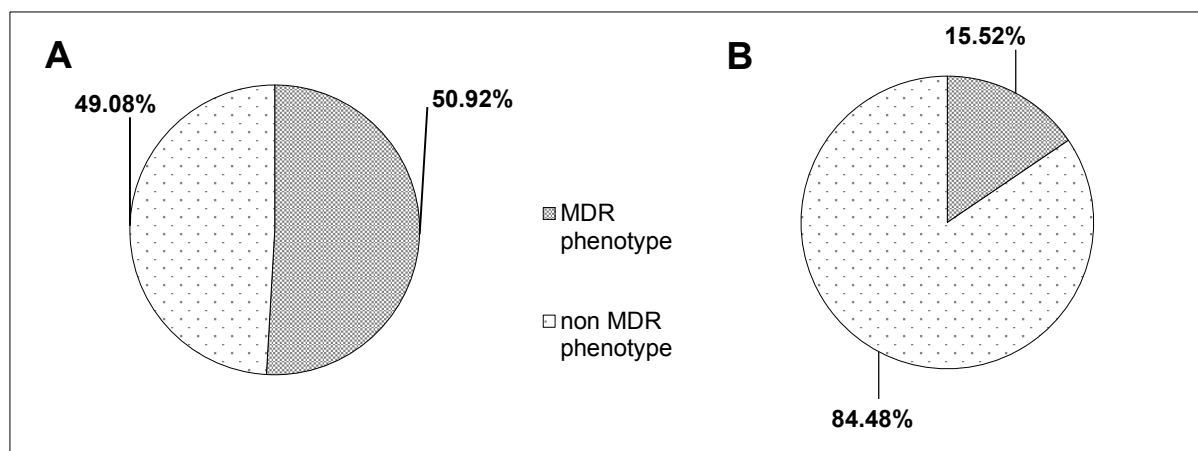 A
49.08%
50.92%
MDR
phenotype
non MDR
phenotype
B
15.52%
84.48%